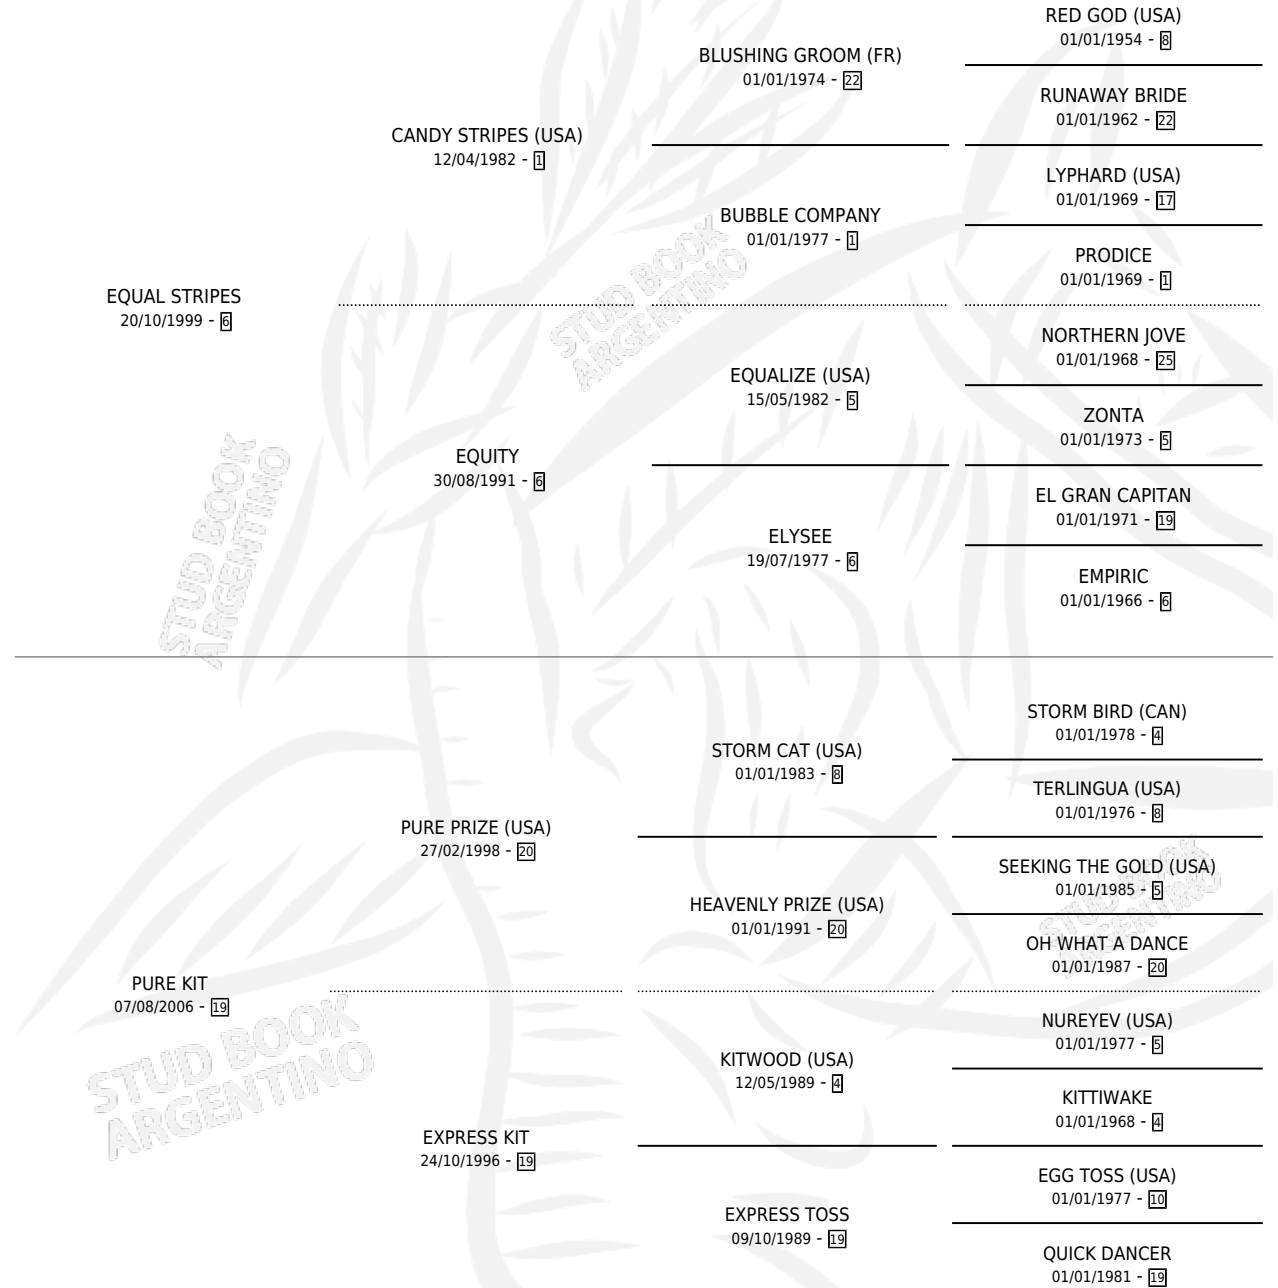 RED GOD (USA)
01/01/1954 - 8
BLUSHING GROOM (FR)
01/01/1974 - 22
RUNAWAY BRIDE
01/01/1962 - 22
CANDY STRIPES (USA)
12/04/1982 - 1
LYPHARD (USA)
01/01/1969 - 17
BUBBLE COMPANY
01/01/1977 - 1
PRODICE
01/01/1969 - 1
EQUAL STRIPES
20/10/1999 - 6
STUD BOOK
ARGENTINO
NORTHERN JOVE
01/01/1968 - 25
EQUALIZE (USA)
15/05/1982 - 5
ZONTA
01/01/1973 - 5
EQUITY
30/08/1991 - 6
EL GRAN CAPITAN
01/01/1971 - 19
ELYSEE
19/07/1977 - 6
EMPIRIC
01/01/1966 - 6
STUD BOOK
ARGENTINO
STORM BIRD (CAN)
01/01/1978 - 4
STORM CAT (USA)
01/01/1983 - 8
TERLINGUA (USA)
01/01/1976 - 8
PURE PRIZE (USA)
27/02/1998 - 20
SEEKING THE GOLD (USA)
01/01/1985 - 5
HEAVENLY PRIZE (USA)
01/01/1991 - 20
STUD BOOK
ARGENTINO
OH WHAT A DANCE
01/01/1987 - 20
PURE KIT
07/08/2006 - 19
NUREYEV (USA)
01/01/1977 - 5
KITWOOD (USA)
12/05/1989 - 4
STUD BOOK
ARGENTINO
KITTIWAKE
01/01/1968 - 4
EXPRESS KIT
24/10/1996 - 19
EGG TOSS (USA)
01/01/1977 - 10
EXPRESS TOSS
09/10/1989 - 19
QUICK DANCER
01/01/1981 - 19